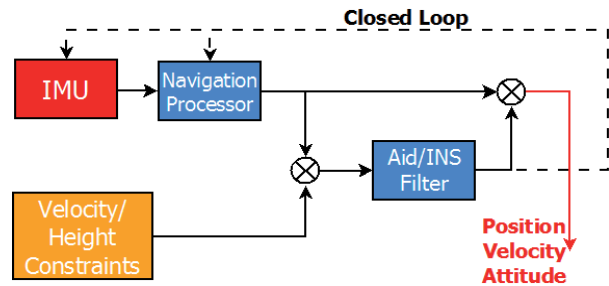 Closed Loop
IMU
Navigation
Processor
Aid/INS
Filter
Velocity/
Height
Constraints
Position
Velocity
Attitude